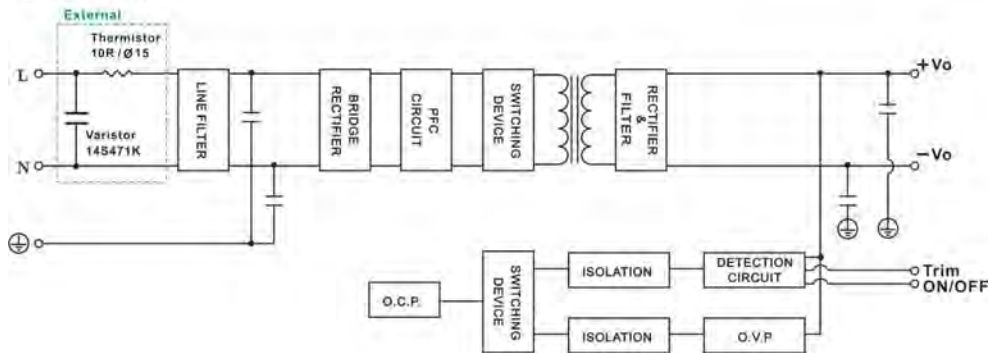 External
Thermistor
10R / Ø15
L
Varistor
14S471K
N
LINE FILTER
BRIDGE
RECTIFIER
PFC
CIRCUIT
SWITCHING
DEVICE
RECTIFIER
&
FILTER
+Vo
−Vo
O.C.P.
SWITCHING
DEVICE
ISOLATION
DETECTION
CIRCUIT
Trim
ON/OFF
ISOLATION
O.V.P